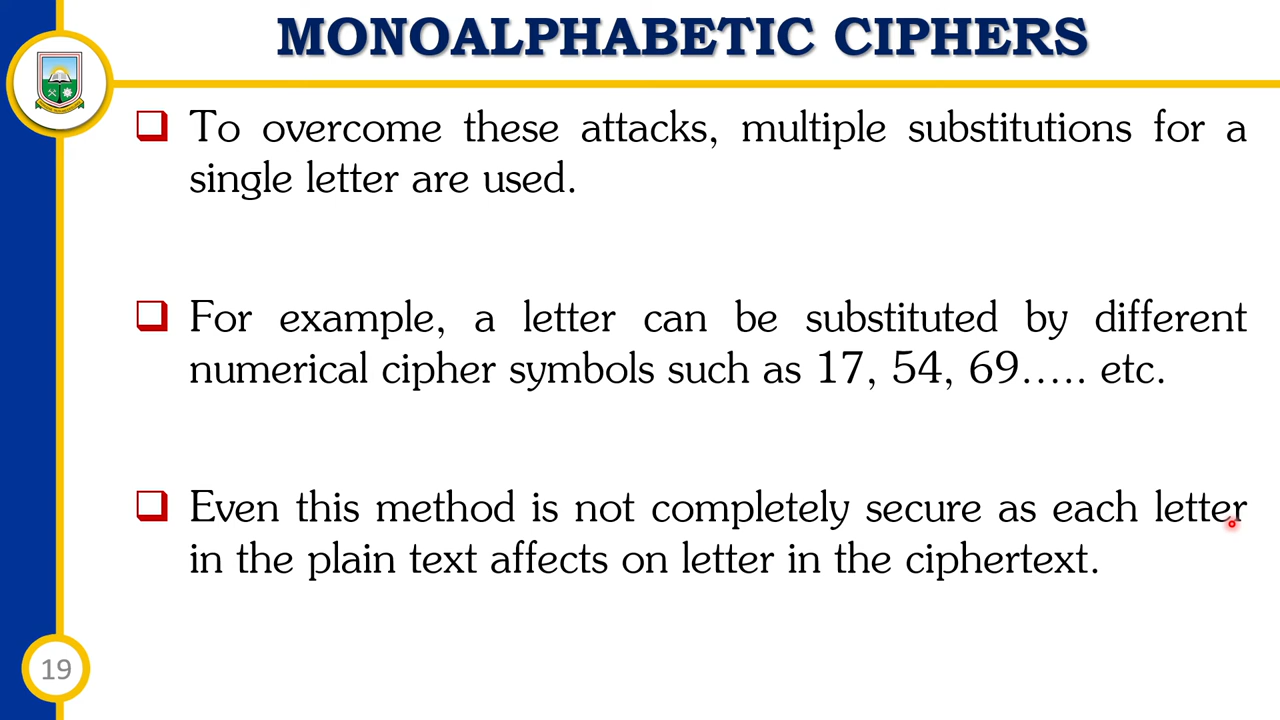 MONOALPHABETIC CIPHERS
To overcome these attacks, multiple substitutions for a
single letter are used.
For example, a letter can be substituted by different
numerical cipher symbols such as 17, 54, 69..... etc.
Even this method is not completely secure as each letter
in the plain text affects on letter in the ciphertext.
19